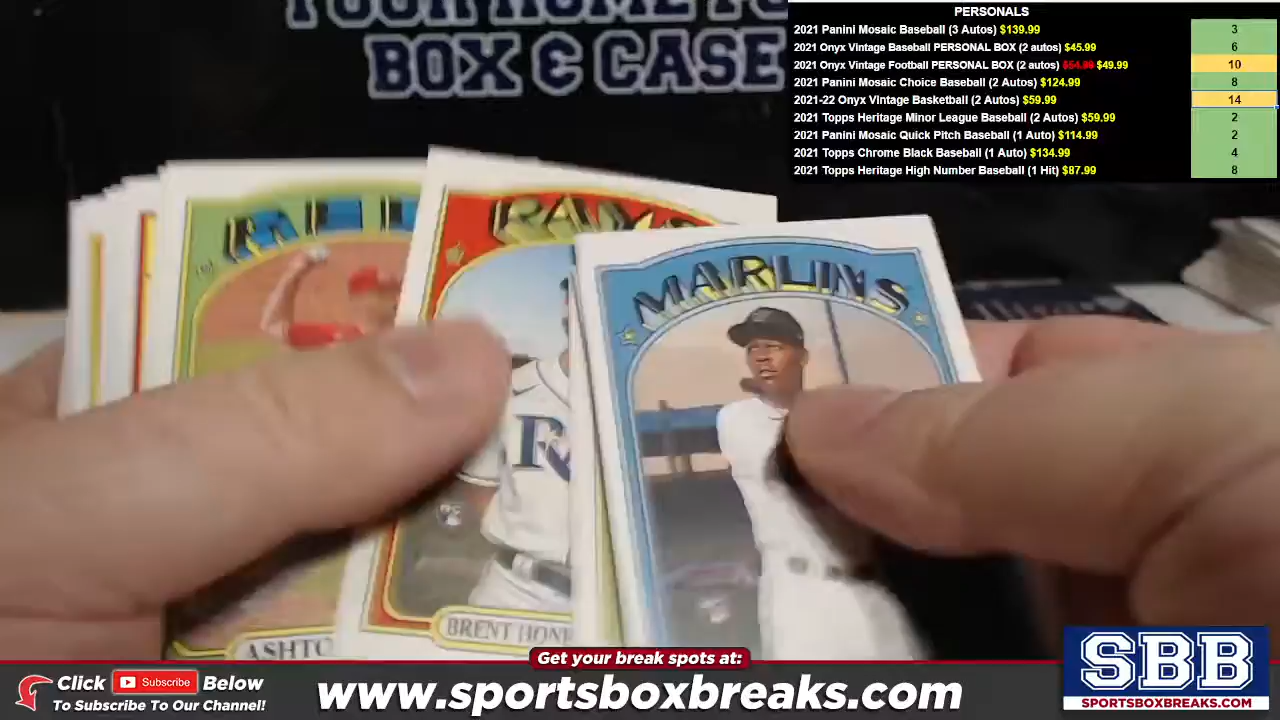 BOX & CASE
PERSONALS
2021 Panini Mosaic Baseball (3 Autos) $139.99 3
2021 Onyx Vintage Baseball PERSONAL BOX (2 autos) $45.99 6
2021 Onyx Vintage Football PERSONAL BOX (2 autos) $54.99 $49.99 10
2021 Panini Mosaic Choice Baseball (2 Autos) $124.99 8
2021-22 Onyx Vintage Basketball (2 Autos) $59.99 14
2021 Topps Heritage Minor League Baseball (2 Autos) $59.99 2
2021 Panini Mosaic Quick Pitch Baseball (1 Auto) $114.99 2
2021 Topps Chrome Black Baseball (1 Auto) $134.99 4
2021 Topps Heritage High Number Baseball (1 Hit) $87.99 8
RAYS
MARLINS
R
BRENT HON
ASHTO
Get your break spots at:
Click Subscribe Below
To Subscribe To Our Channel!
www.sportsboxbreaks.com
SBB
SPORTSBOXBREAKS.COM